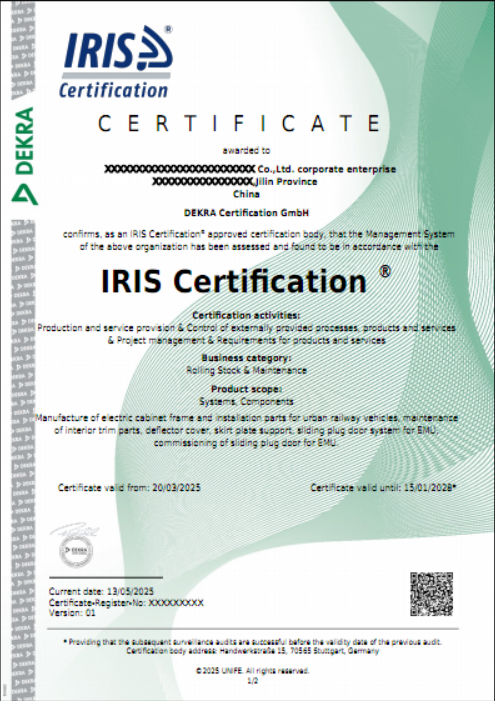 IRIS®
Certification
DEKRA
CERTIFICATE
awarded to
XXXXXXXXXXXXXXXXXXXXXXXXX Co.,Ltd. corporate enterprise
XXXXXXXXXXXXXXXXX,Jilin Province
China
DEKRA Certification GmbH
confirms, as an IRIS Certification® approved certification body, that the Management System
of the above organization has been assessed and found to be in accordance with the
IRIS Certification ®
Certification activities:
Production and service provision & Control of externally provided processes, products and services
& Project management & Requirements for products and services
Business category:
Rolling Stock & Maintenance
Product scope:
Systems, Components
Manufacture of electric cabinet frame and installation parts for urban railway vehicles, maintenance
of interior trim parts, deflector cover, skirt plate support, sliding plug door system for EMU,
commissioning of sliding plug door for EMU.
Certificate valid from: 20/03/2025
Certificate valid until: 15/01/2028*
DEKRA
Current date: 13/05/2025
Certificate-Register-No: XXXXXXXXX
Version: 01
* Providing that the subsequent surveillance audits are successful before the validity date of the previous audit.
Certification body address: Handwerkstraße 15, 70565 Stuttgart, Germany
©2025 UNIFE. All rights reserved.
1/2